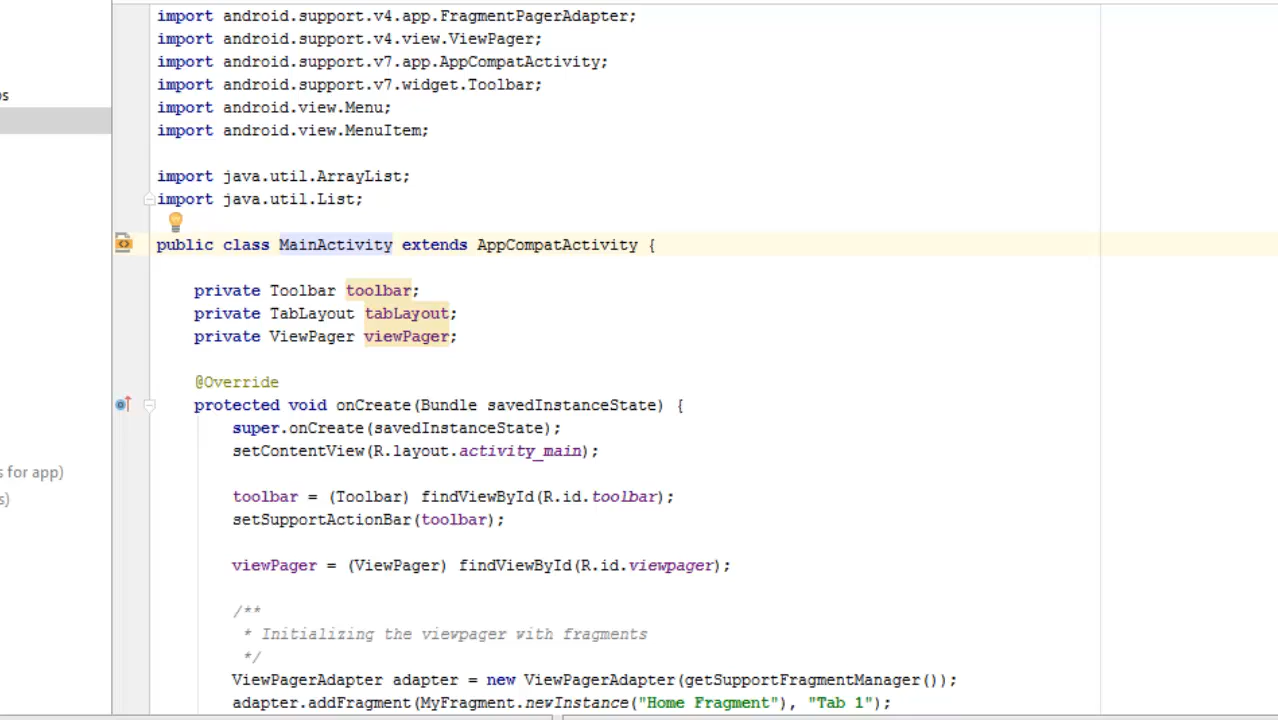 import android.support.v4.app.FragmentPagerAdapter;
import android.support.v4.view.ViewPager;
import android.support.v7.app.AppCompatActivity;
import android.support.v7.widget.Toolbar;
import android.view.Menu;
import android.view.MenuItem;
import java.util.ArrayList;
import java.util.List;
public class MainActivity extends AppCompatActivity {
private Toolbar toolbar;
private TabLayout tabLayout;
private ViewPager viewPager;
@Override
protected void onCreate(Bundle savedInstanceState) {
super.onCreate(savedInstanceState);
setContentView(R.layout.activity_main);
s for app)
s)
toolbar = (Toolbar) findViewById(R.id.toolbar);
setSupportActionBar(toolbar);
viewPager = (ViewPager) findViewById(R.id.viewpager);
/**
* Initializing the viewpager with fragments
*/
ViewPagerAdapter adapter = new ViewPagerAdapter(getSupportFragmentManager());
adapter.addFragment(MyFragment.newInstance("Home Fragment"), "Tab 1");